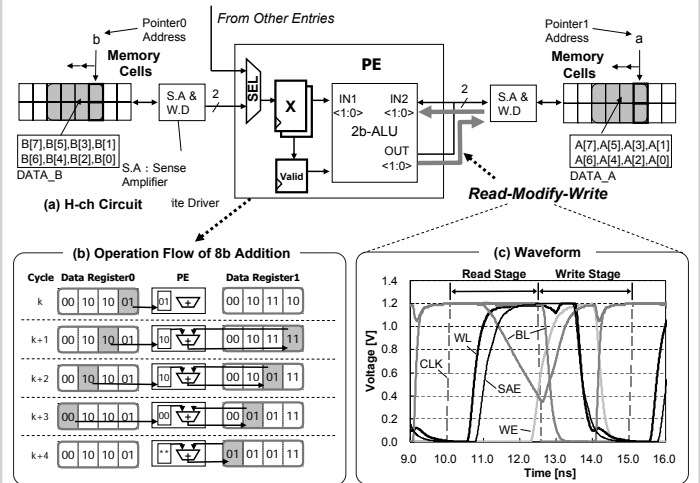 From Other Entries
Pointer0
Address
b
Memory
Cells
S.A &
W.D
2
SEL
PE
X
Valid
IN1
<1:0>
IN2
<1:0>
2b-ALU
OUT
<1:0>
2
S.A &
W.D
Pointer1
Address
a
Memory
Cells
B[7],B[5],B[3],B[1]
B[6],B[4],B[2],B[0]
DATA_B
A[7],A[5],A[3],A[1]
A[6],A[4],A[2],A[0]
DATA_A
S.A : Sense
Amplifier
ite Driver
(a) H-ch Circuit
Read-Modify-Write
(b) Operation Flow of 8b Addition
Cycle Data Register0 PE Data Register1
k 00 10 10 01 01 + 00 10 11 10
k+1 00 10 10 01 10 + 00 10 11 11
k+2 00 10 10 01 10 + 00 10 01 11
k+3 00 10 10 01 00 + 00 01 01 11
k+4 00 10 10 01 ** + 01 01 01 11
(c) Waveform
Read Stage Write Stage
1.4
1.2
1.0
0.8
0.6
0.4
0.2
0.0
Voltage [V]
CLK
WL
BL
SAE
WE
9.0 10.0 11.0 12.0 13.0 14.0 15.0 16.0
Time [ns]